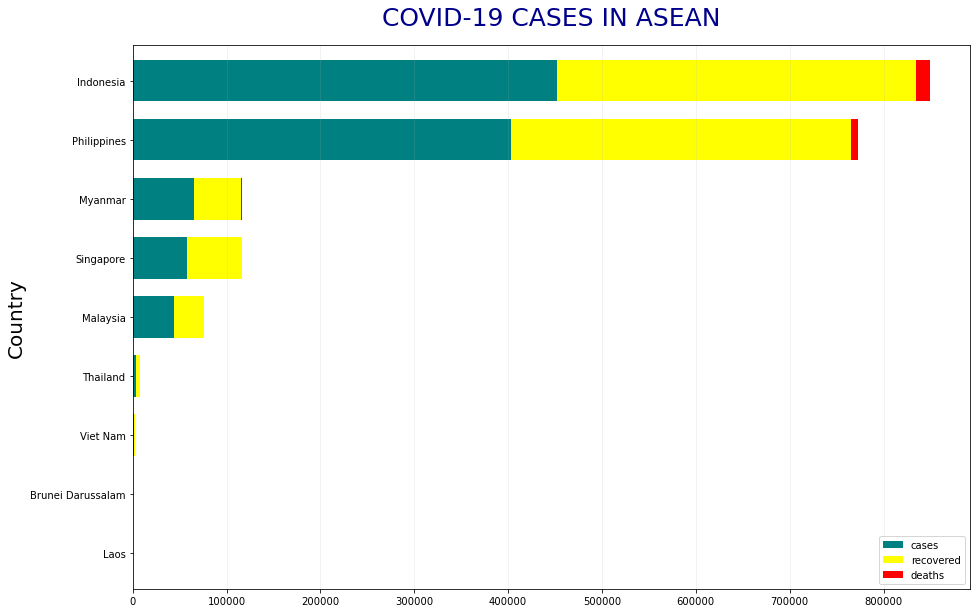 COVID-19 CASES IN ASEAN
Country
Indonesia
Philippines
Myanmar
Singapore
Malaysia
Thailand
Viet Nam
Brunei Darussalam
Laos
cases
recovered
deaths
0 100000 200000 300000 400000 500000 600000 700000 800000